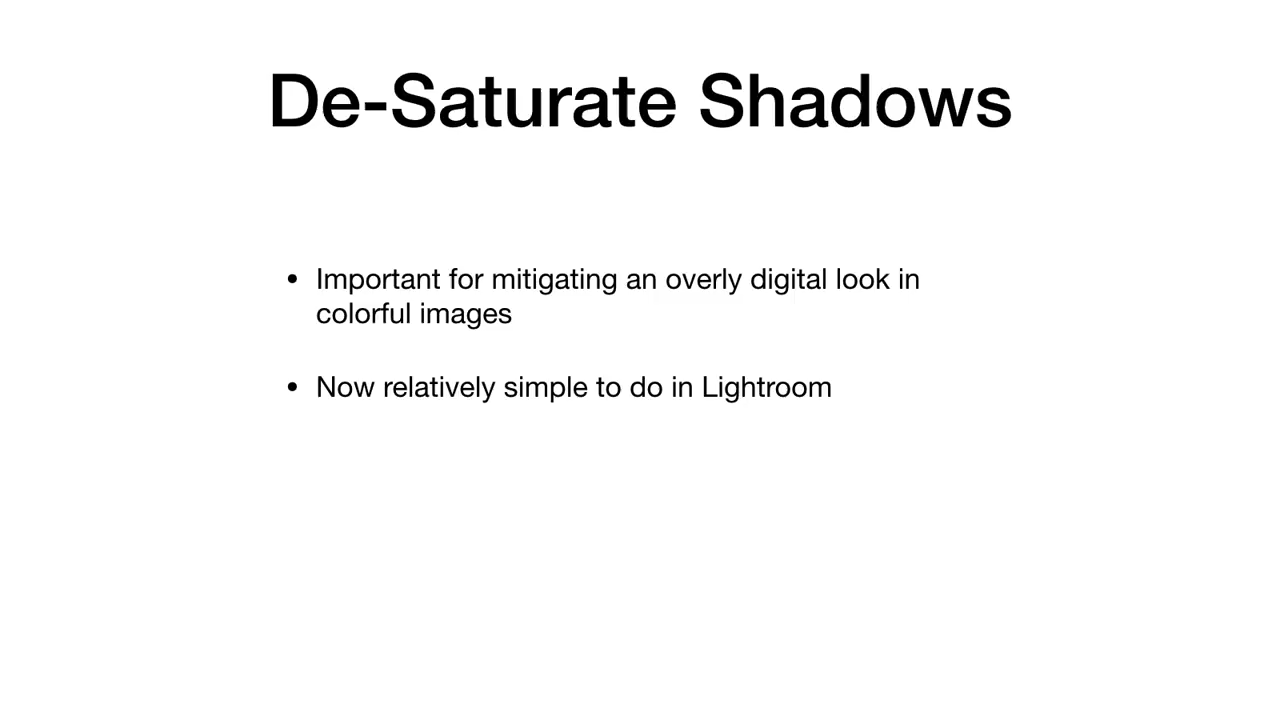 De-Saturate Shadows
• Important for mitigating an overly digital look in
colorful images
• Now relatively simple to do in Lightroom